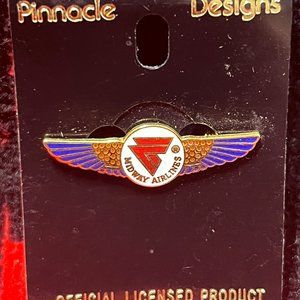 Pinnacle Designs
MIDWAY AIRLINES®
OFFICIAL LICENSED PRODUCT